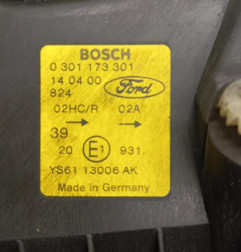 BOSCH
0 301 173 301
14 04 00
824
Ford
02HC/R 02A
39
20 E1 931
YS61 13006 AK
Made in Germany